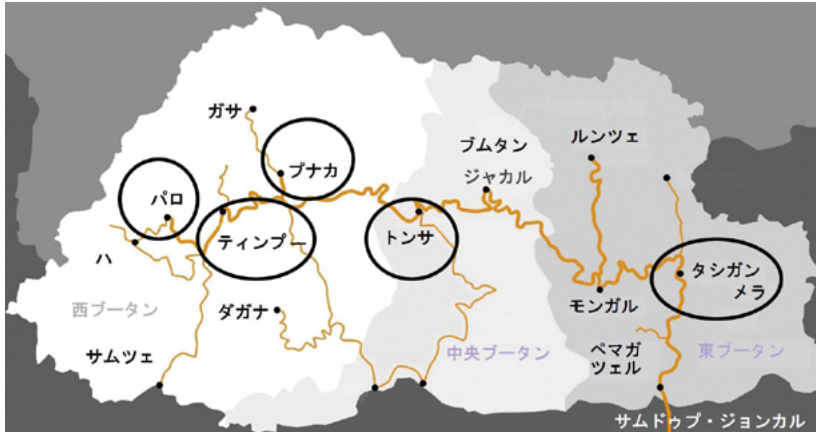 ガサ
プナカ
パロ
ティンプー
ハ
西ブータン
ダガナ
サムツェ
ブムタン
ジャカル
トンサ
中央ブータン
ルンツェ
モンガル
タシガン
メラ
ペマガ
ツェル
東ブータン
サムドゥプ・ジョンカル